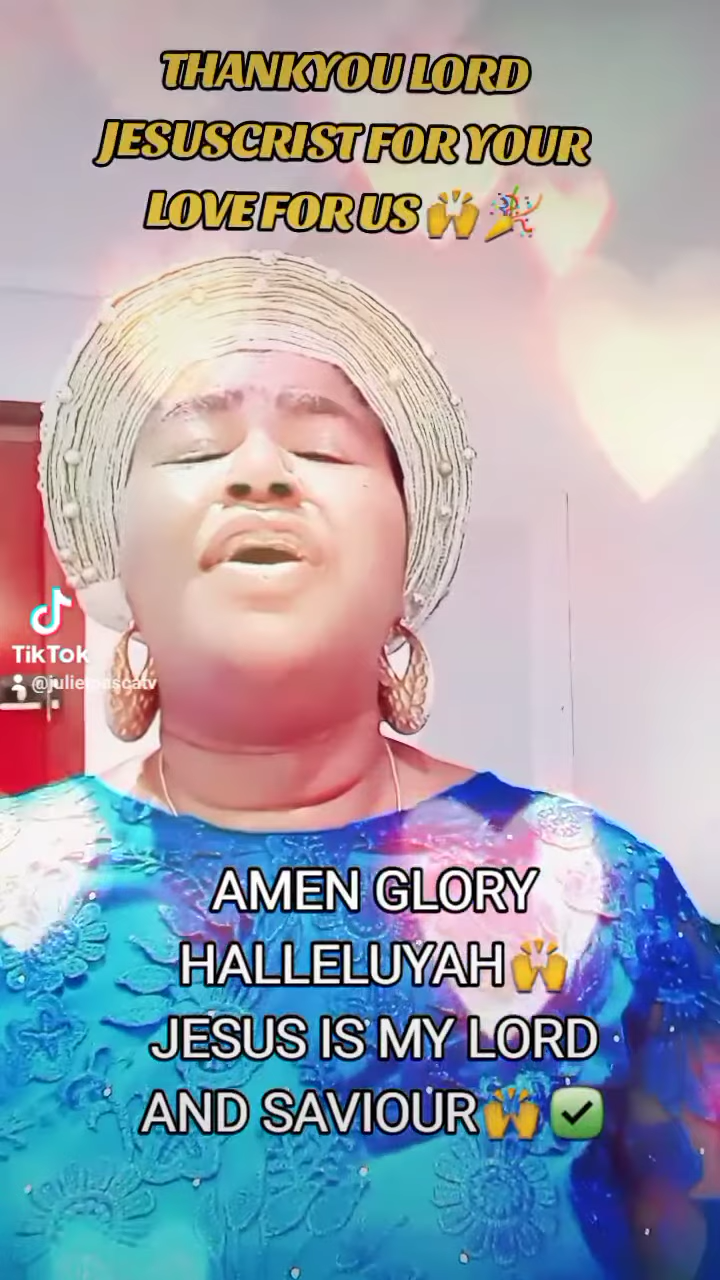 THANKYOU LORD
JESUSCRIST FOR YOUR
LOVE FOR US 🙌 🎉
TikTok
AMEN GLORY
HALLELUYAH🙌
JESUS IS MY LORD
AND SAVIOUR🙌 ✅